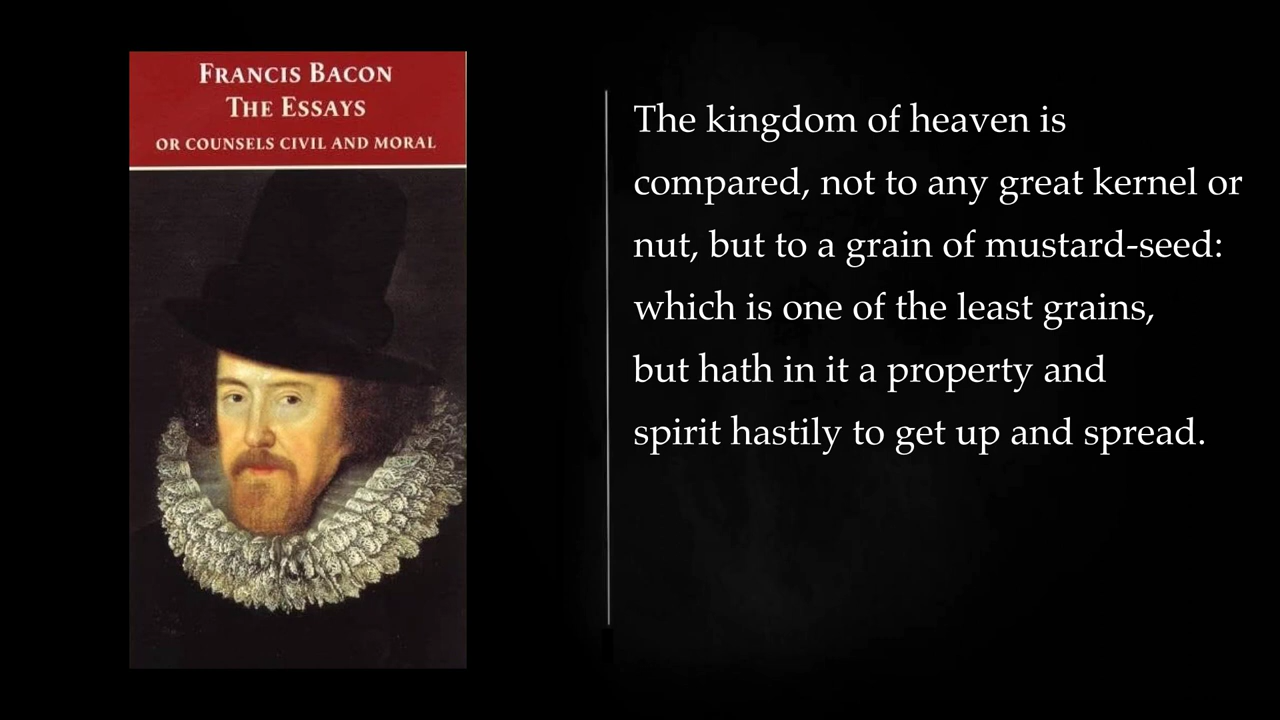 FRANCIS BACON
THE ESSAYS
OR COUNSELS CIVIL AND MORAL
The kingdom of heaven is
compared, not to any great kernel or
nut, but to a grain of mustard-seed:
which is one of the least grains,
but hath in it a property and
spirit hastily to get up and spread.